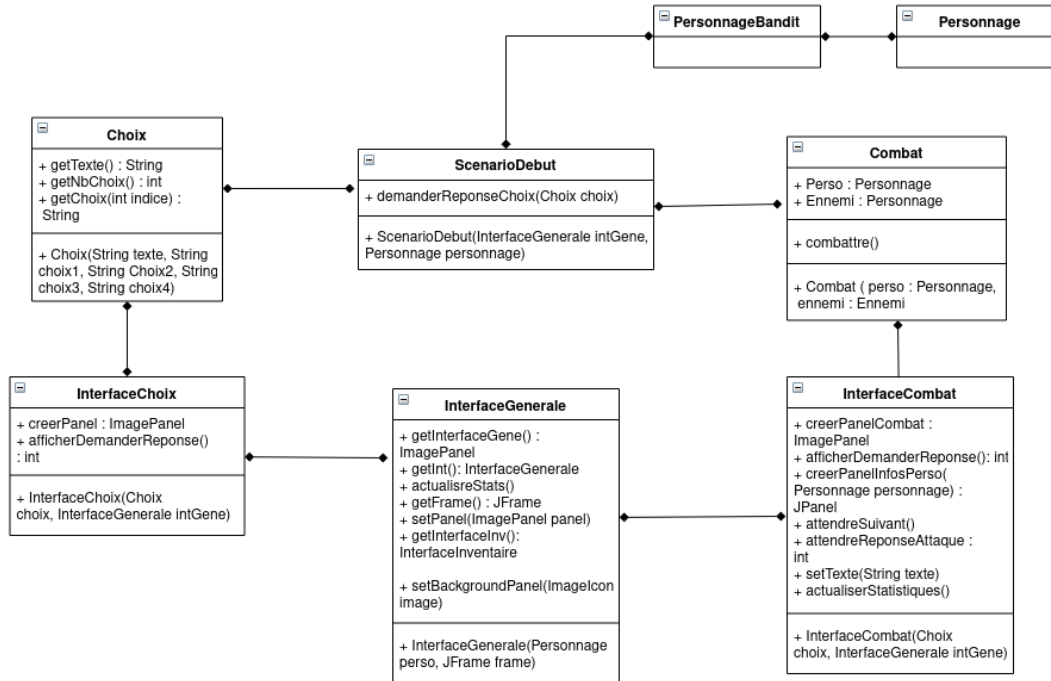 PersonnageBandit
Personnage
Choix
+ getTexte() : String
+ getNbChoix() : int
+ getChoix(int indice) :
String
+ Choix(String texte, String
choix1, String Choix2, String
choix3, String choix4)
ScenarioDebut
+ demanderReponseChoix(Choix choix)
+ ScenarioDebut(InterfaceGenerale intGene,
Personnage personnage)
Combat
+ Perso : Personnage
+ Ennemi : Personnage
+ combattre()
+ Combat ( perso : Personnage,
ennemi : Ennemi
InterfaceChoix
+ creerPanel : ImagePanel
+ afficherDemanderReponse()
: int
+ InterfaceChoix(Choix
choix, InterfaceGenerale intGene)
InterfaceGenerale
+ getInterfaceGene() :
ImagePanel
+ getInt(): InterfaceGenerale
+ actualisreStats()
+ getFrame() : JFrame
+ setPanel(ImagePanel panel)
+ getInterfaceInv():
InterfaceInventaire
+ setBackgroundPanel(ImageIcon
image)
+ InterfaceGenerale(Personnage
perso, JFrame frame)
InterfaceCombat
+ creerPanelCombat :
ImagePanel
+ afficherDemanderReponse(): int
+ creerPanelInfosPerso(
Personnage personnage) :
JPanel
+ attendreSuivant()
+ attendreReponseAttaque :
int
+ setTexte(String texte)
+ actualiserStatistiques()
+ InterfaceCombat(Choix
choix, InterfaceGenerale intGene)